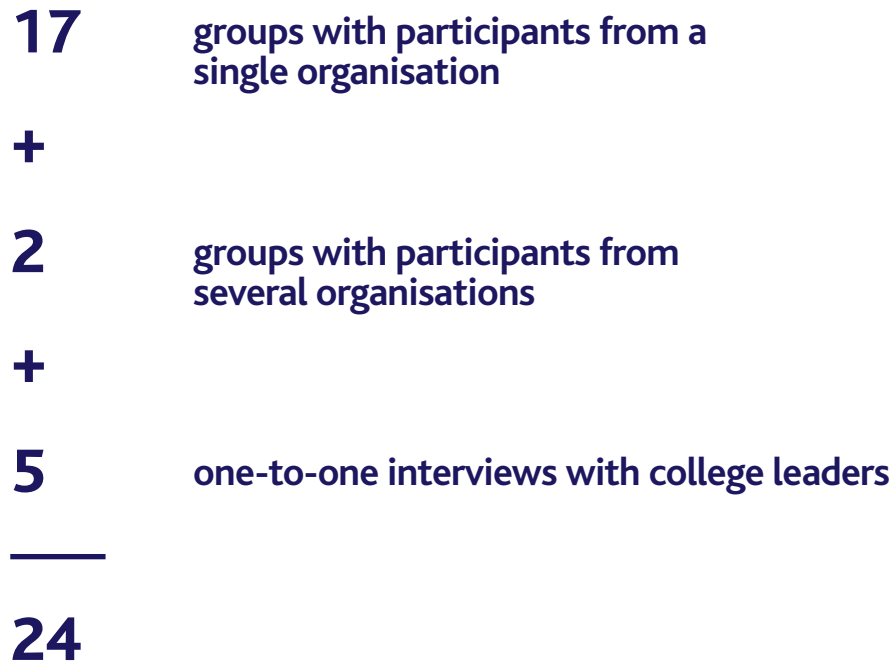 17 groups with participants from a
single organisation
+
2 groups with participants from
several organisations
+
5 one-to-one interviews with college leaders
24